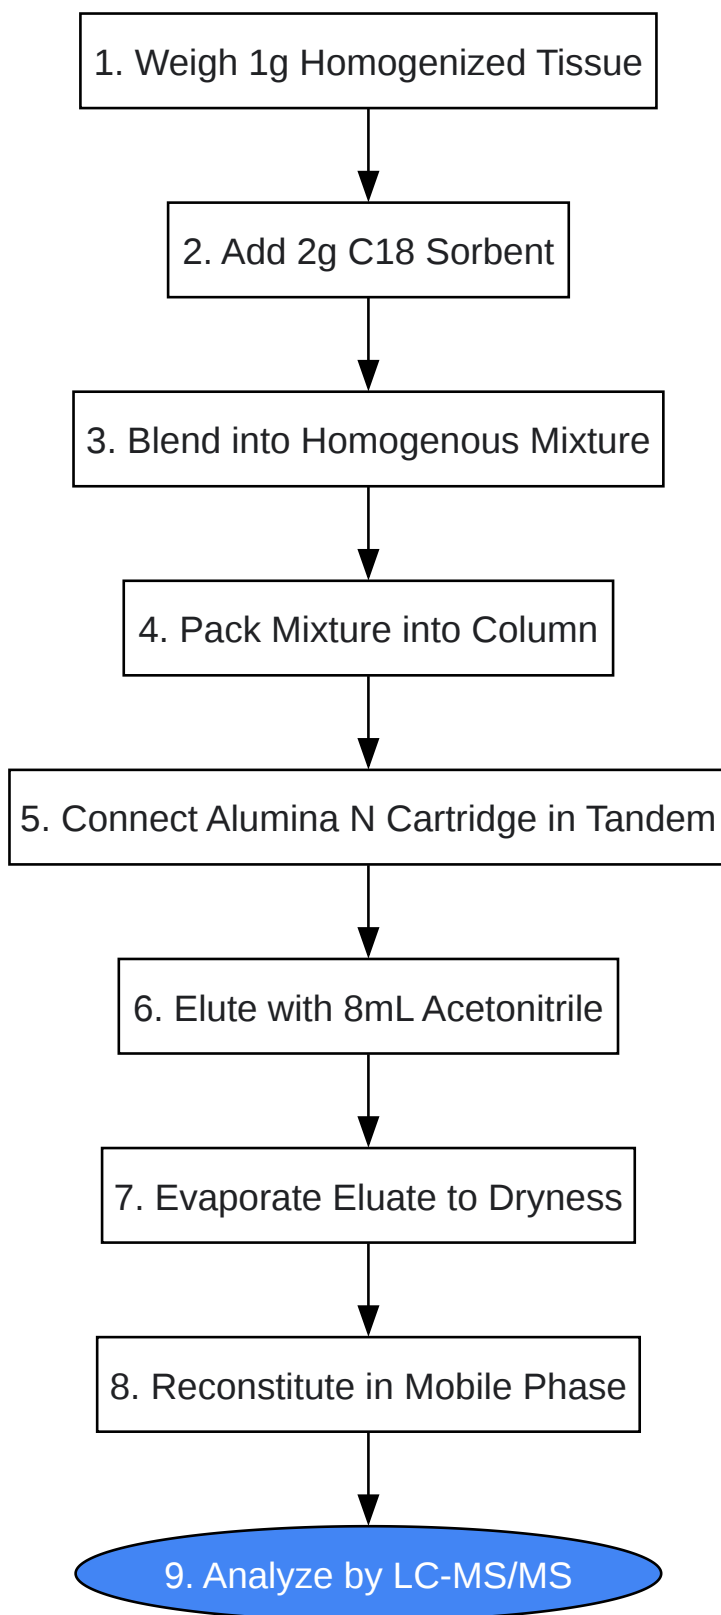 1. Weigh 1g Homogenized Tissue
2. Add 2g C18 Sorbent
3. Blend into Homogenous Mixture
4. Pack Mixture into Column
5. Connect Alumina N Cartridge in Tandem
6. Elute with 8mL Acetonitrile
7. Evaporate Eluate to Dryness
8. Reconstitute in Mobile Phase
9. Analyze by LC-MS/MS